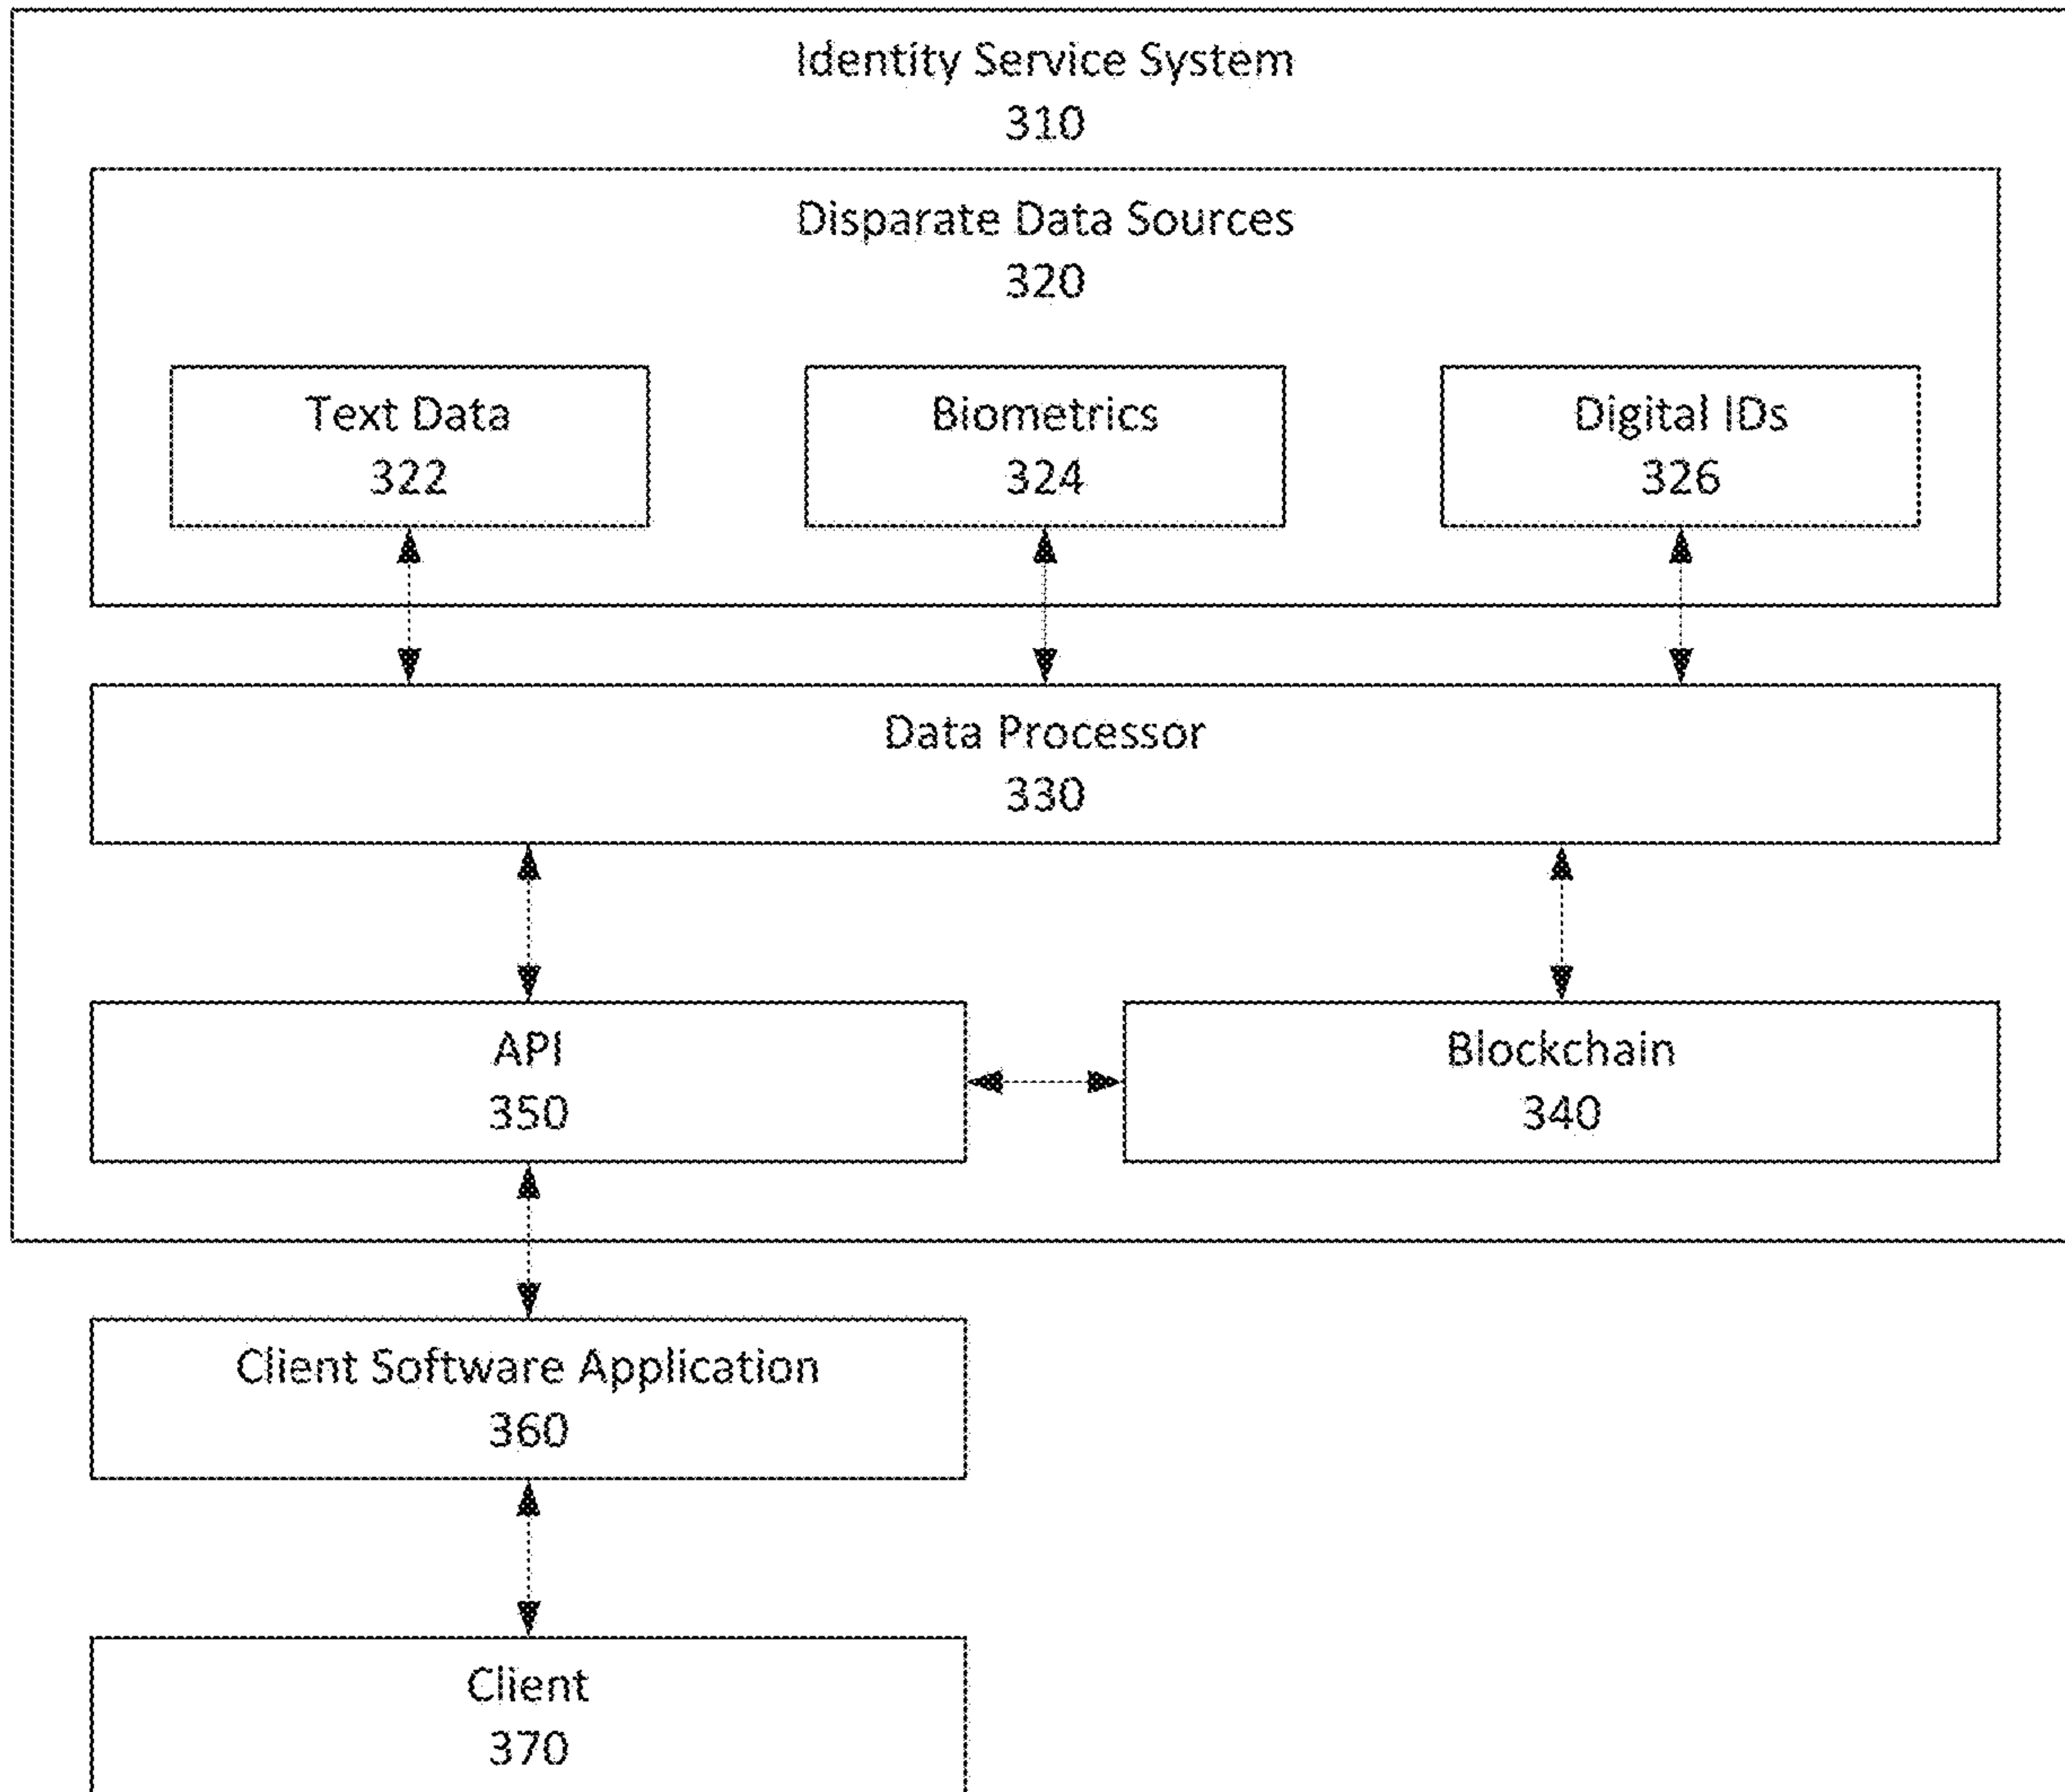 Identity Service System
310
Disparate Data Sources
320
Text Data
322
Biometrics
324
Digital IDs
326
Data Processor
330
API
350
Blockchain
340
Client Software Application
360
Client
370